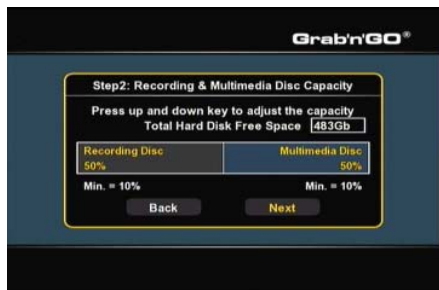 Grab'n'GO®
Step2: Recording & Multimedia Disc Capacity
Press up and down key to adjust the capacity
Total Hard Disk Free Space 483Gb
Recording Disc Multimedia Disc
50% 50%
Min. = 10% Min. = 10%
Back Next